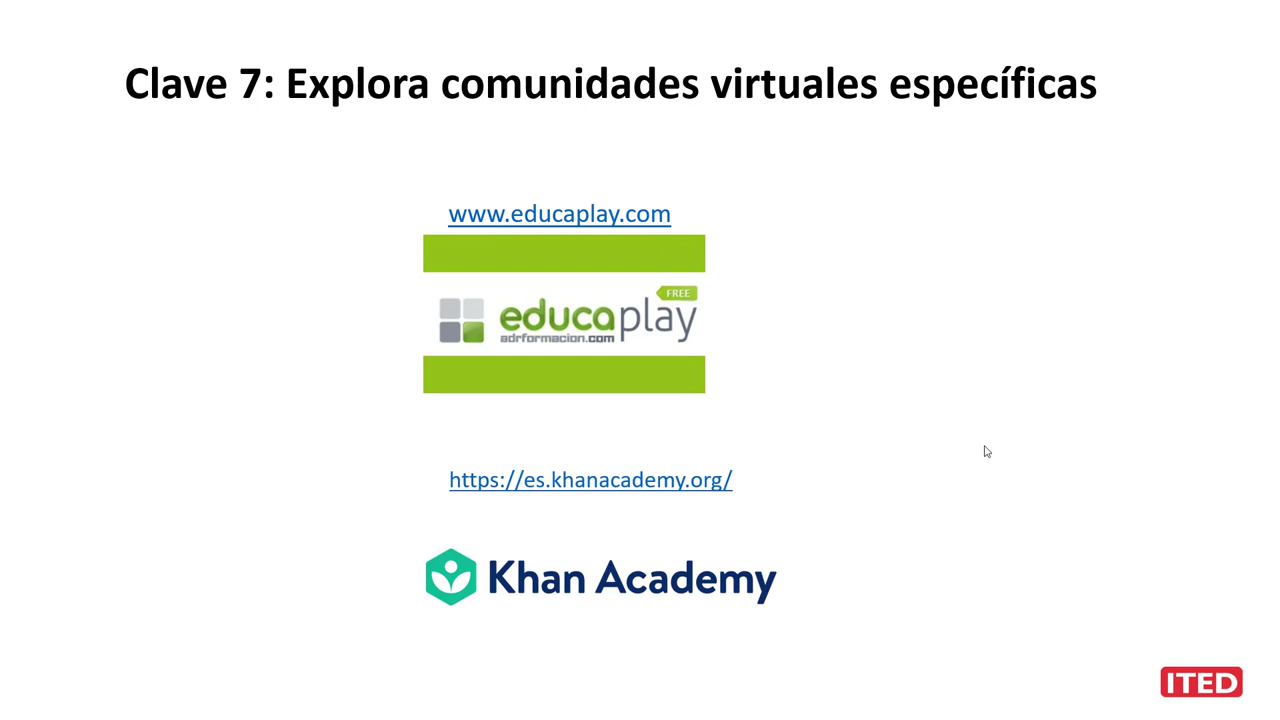 Clave 7: Explora comunidades virtuales específicas
www.educaplay.com
FREE
educaplay
adrformacion.com
https://es.khanacademy.org/
Khan Academy
ITED